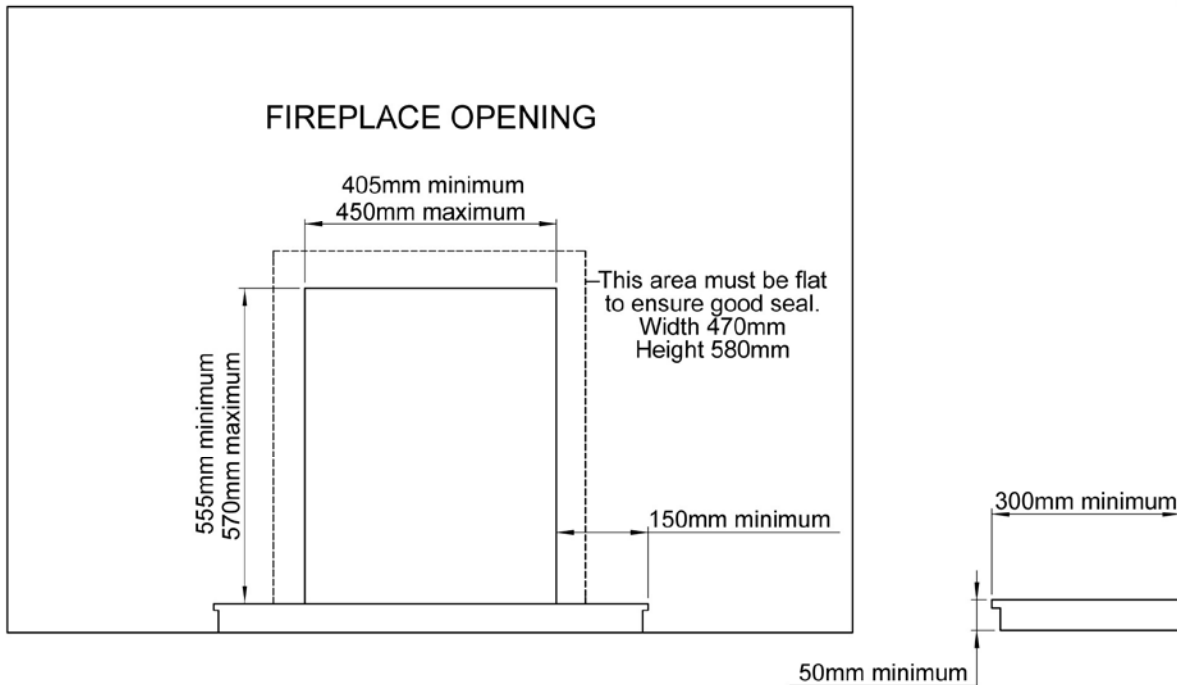 FIREPLACE OPENING
405mm minimum
450mm maximum
This area must be flat
to ensure good seal.
Width 470mm
Height 580mm
555mm minimum
570mm maximum
150mm minimum
300mm minimum
50mm minimum